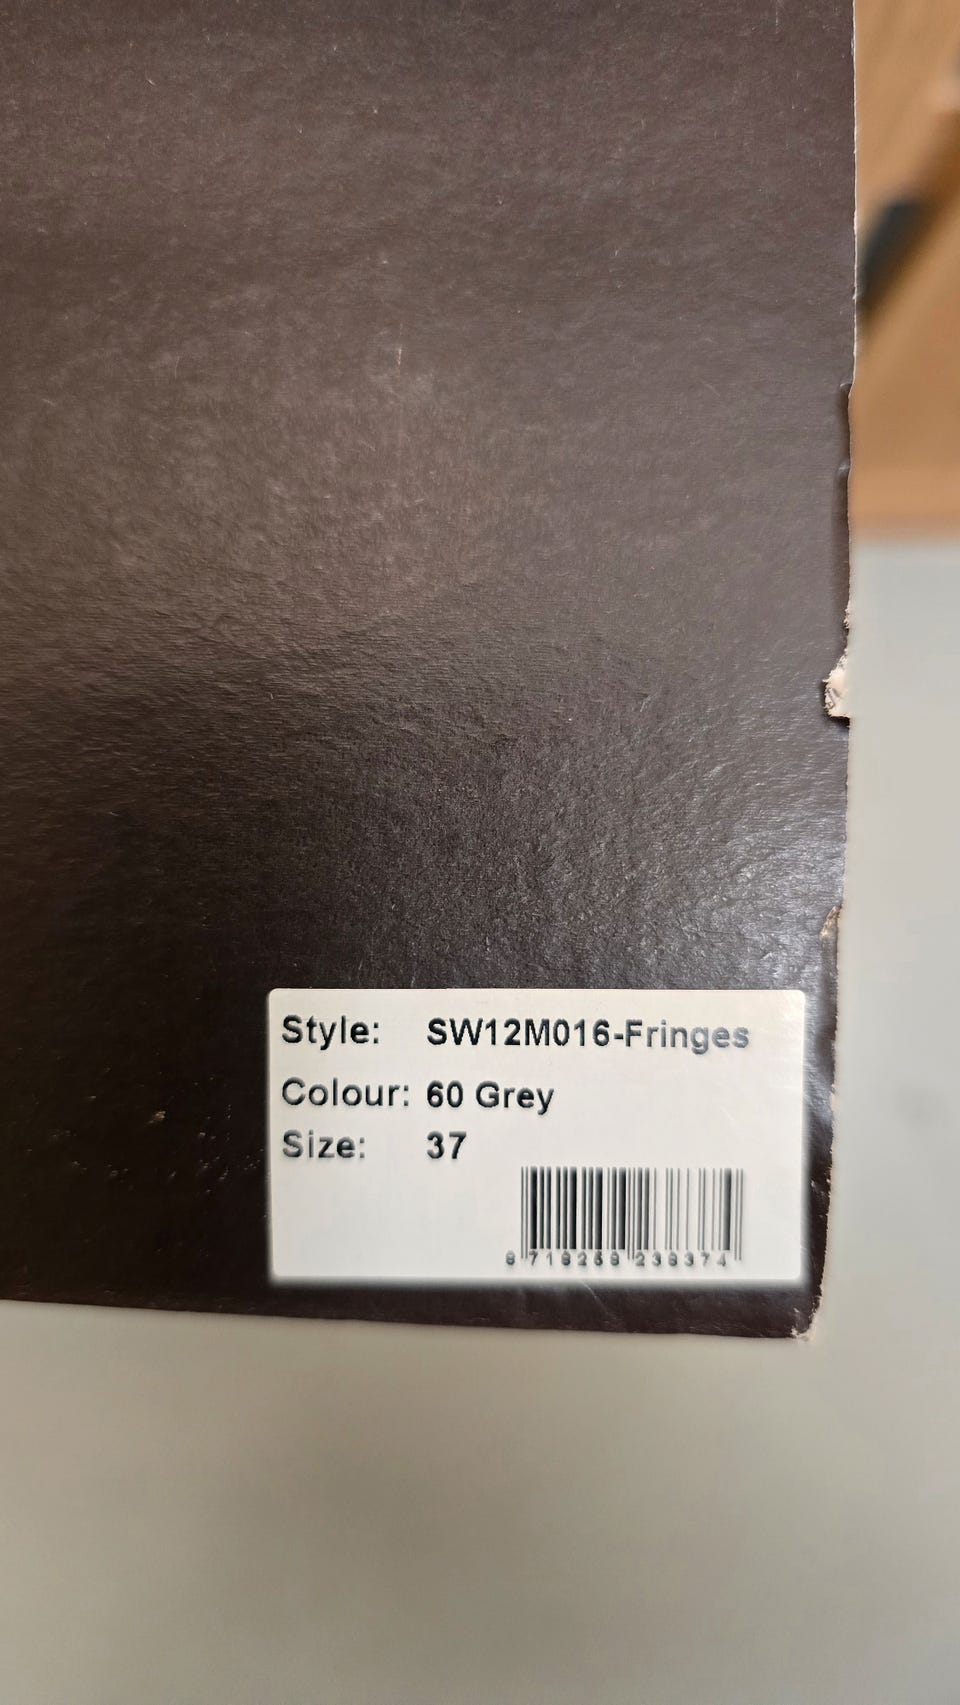 Style: SW12M016-Fringes
Colour: 60 Grey
Size: 37